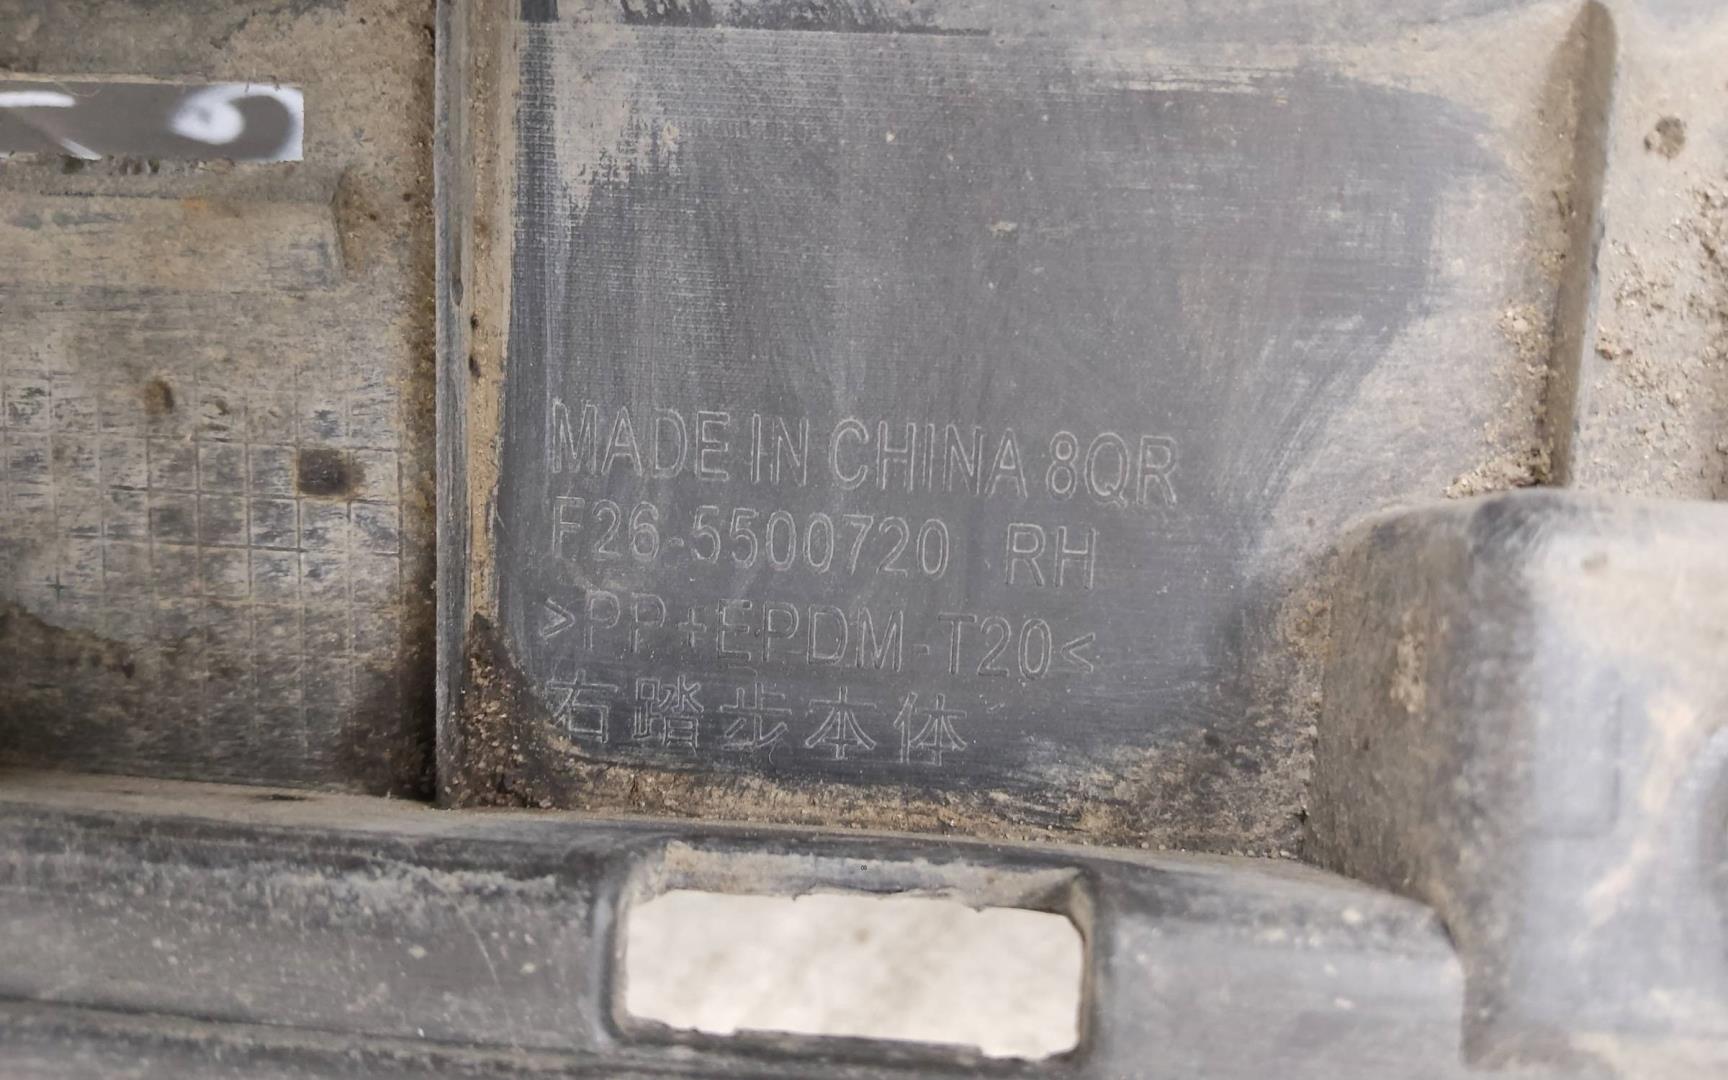 MADE IN CHINA 8QR
F26-5500720 RH
>PP+EPDM-T20<
右踏步本体